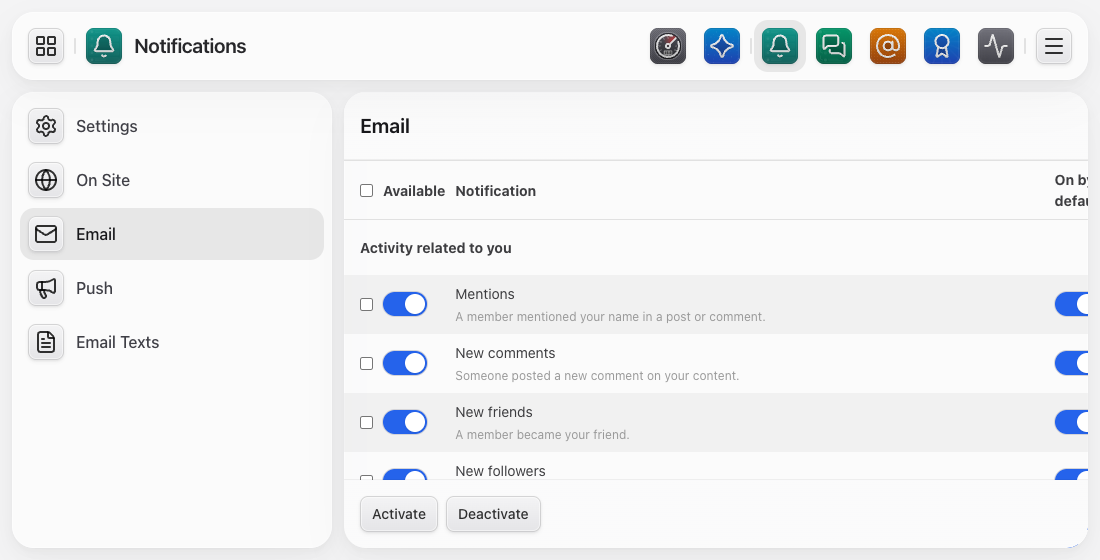 Notifications
Settings
On Site
Email
Push
Email Texts
Email
Available Notification
On by
defau
Activity related to you
Mentions
A member mentioned your name in a post or comment.
New comments
Someone posted a new comment on your content.
New friends
A member became your friend.
New followers
Activate Deactivate